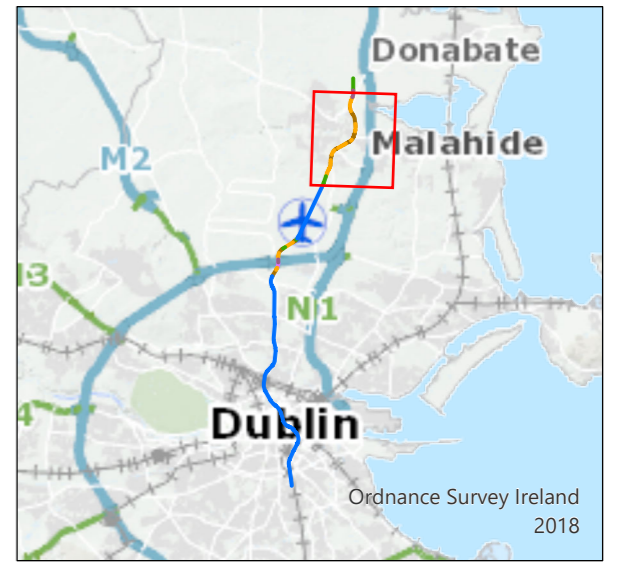 Donabate
Malahide
M2
N1
Dublin
Ordnance Survey Ireland
2018